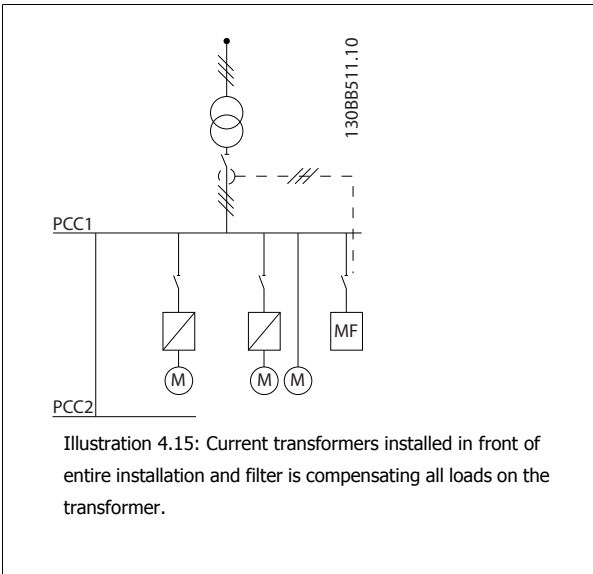 130BB511.10
PCC1
MF
M
M
M
PCC2
Illustration 4.15: Current transformers installed in front of
entire installation and filter is compensating all loads on the
transformer.